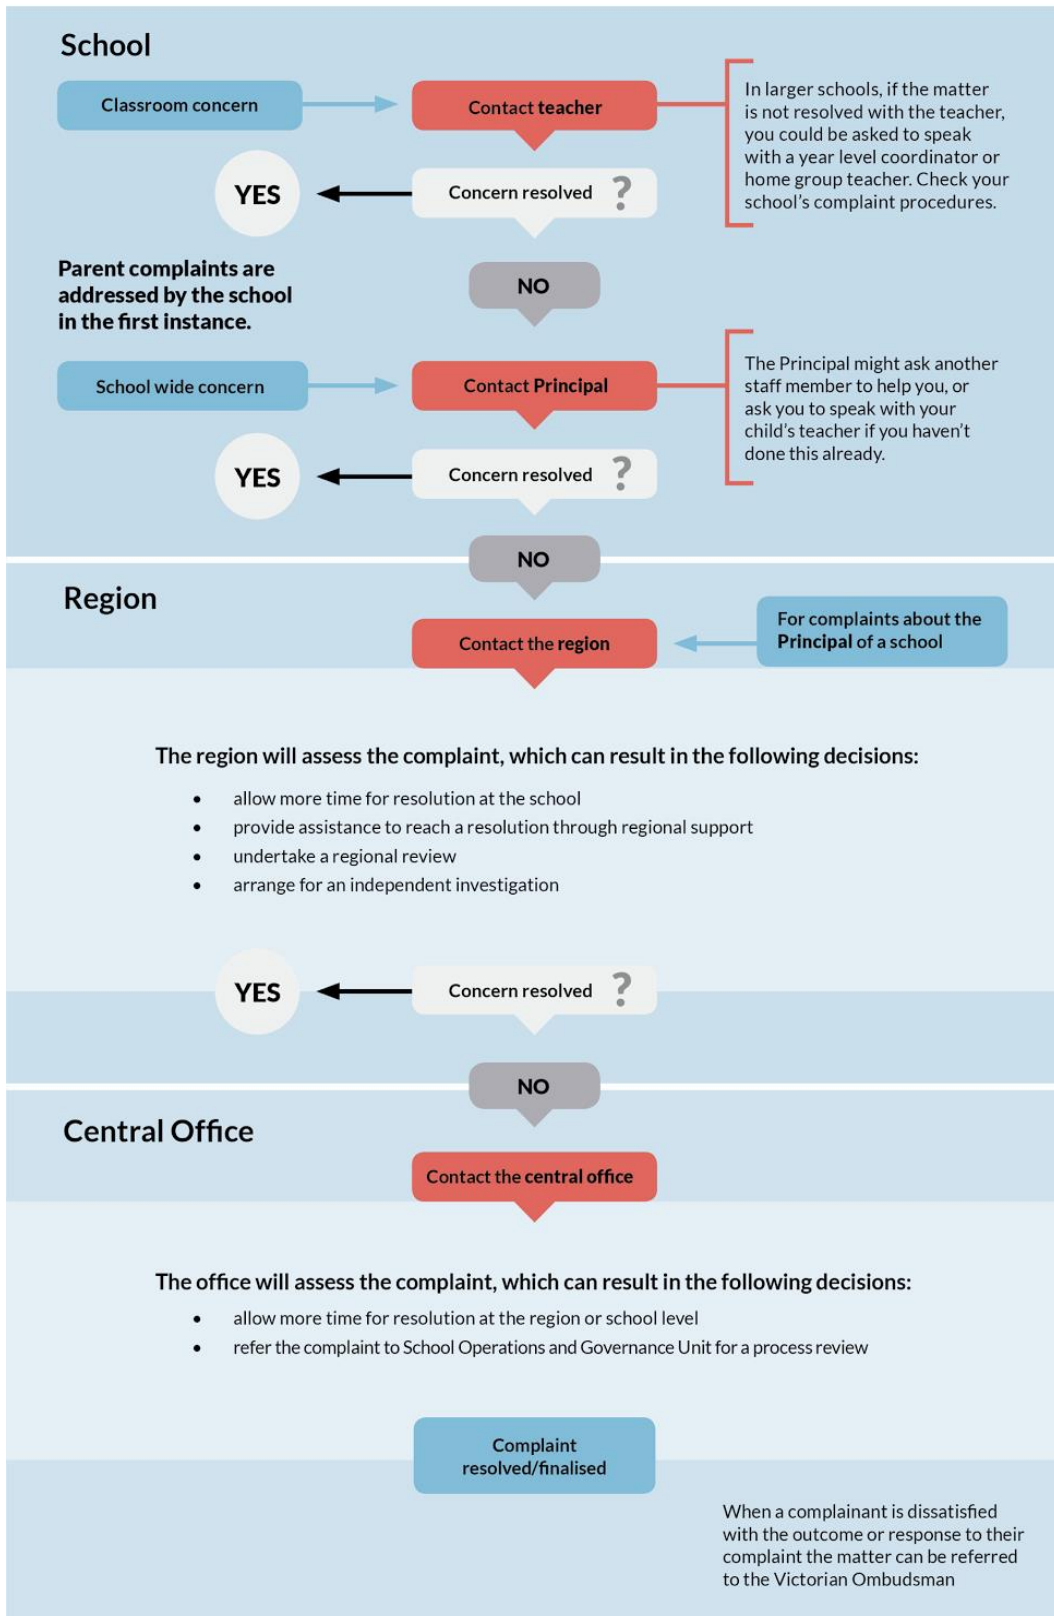 School
Classroom concern
Contact teacher
In larger schools, if the matter
is not resolved with the teacher,
you could be asked to speak
with a year level coordinator or
home group teacher. Check your
school's complaint procedures.
YES
Concern resolved ?
NO
Parent complaints are
addressed by the school
in the first instance.
School wide concern
Contact Principal
The Principal might ask another
staff member to help you, or
ask you to speak with your
child's teacher if you haven't
done this already.
YES
Concern resolved ?
NO
Region
Contact the region
For complaints about the
Principal of a school
The region will assess the complaint, which can result in the following decisions:
• allow more time for resolution at the school
• provide assistance to reach a resolution through regional support
• undertake a regional review
• arrange for an independent investigation
YES
Concern resolved ?
NO
Central Office
Contact the central office
The office will assess the complaint, which can result in the following decisions:
• allow more time for resolution at the region or school level
• refer the complaint to School Operations and Governance Unit for a process review
Complaint
resolved/finalised
When a complainant is dissatisfied
with the outcome or response to their
complaint the matter can be referred
to the Victorian Ombudsman